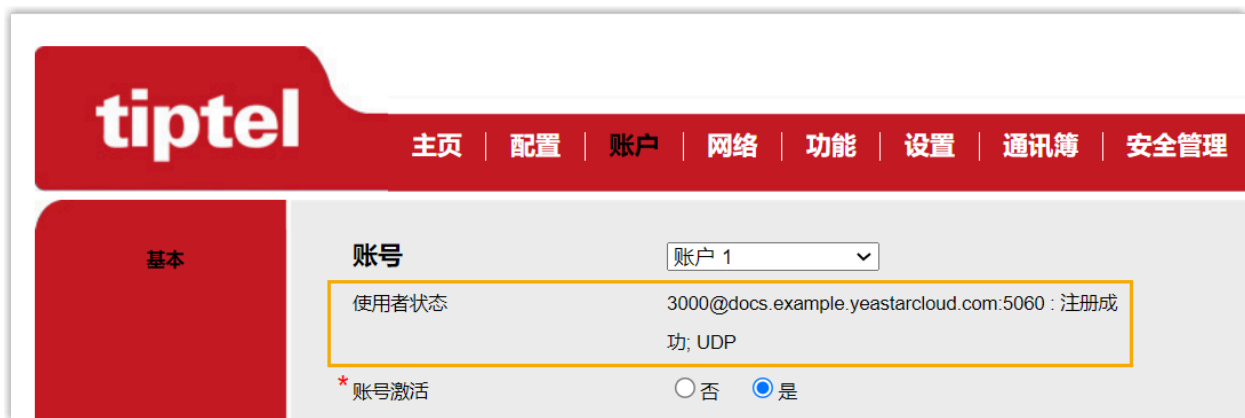 tiptel
主页 | 配置 | 账户 | 网络 | 功能 | 设置 | 通讯簿 | 安全管理
基本
账号 账户 1
使用者状态 3000@docs.example.yeastarcloud.com:5060 : 注册成
功; UDP
* 账号激活 否 是